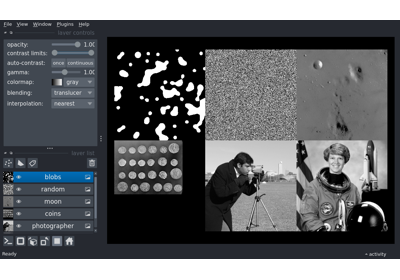 File View Window Plugins Help
layer controls
opacity: 1.00
contrast limits:
auto-contrast: once continuous
gamma: 1.00
colormap: gray
blending: translucer
interpolation: nearest
layer list
blobs
random
moon
coins
photographer
Ready
activity